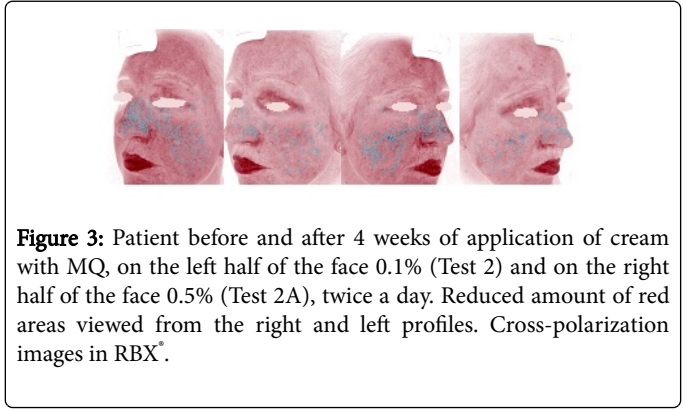 Figure 3: Patient before and after 4 weeks of application of cream
with MQ, on the left half of the face 0.1% (Test 2) and on the right
half of the face 0.5% (Test 2A), twice a day. Reduced amount of red
areas viewed from the right and left profiles. Cross-polarization
images in RBX®.